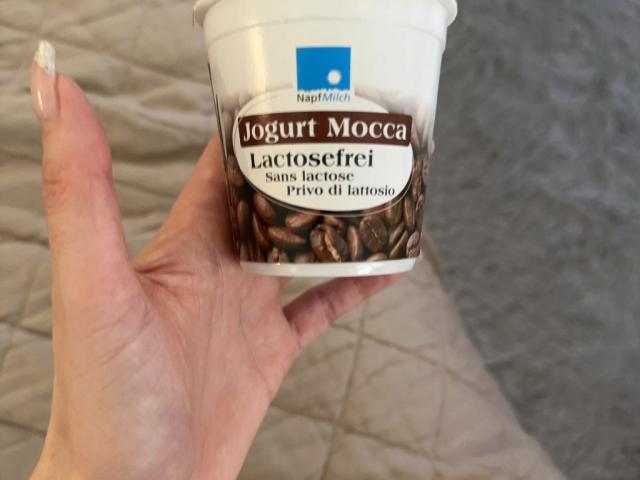 NapfMilch
Jogurt Mocca
Lactosefrei
Sans lactose
Privo di lattosio